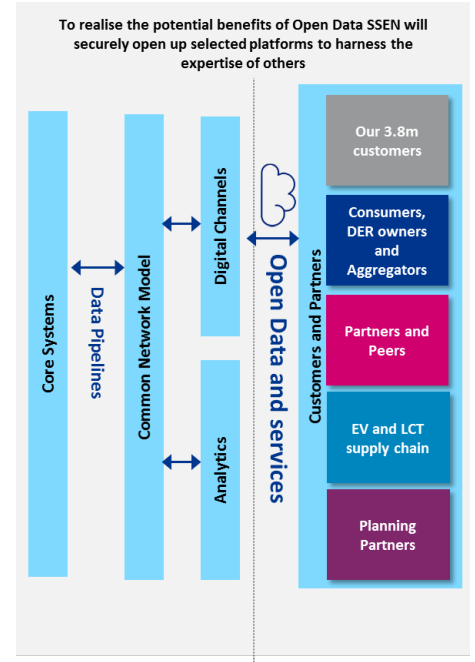 To realise the potential benefits of Open Data SSEN will
securely open up selected platforms to harness the
expertise of others
Core Systems
Data Pipelines
Common Network Model
Digital Channels
Analytics
Open Data and services
Customers and Partners
Our 3.8m
customers
Consumers,
DER owners
and
Aggregators
Partners and
Peers
EV and LCT
supply chain
Planning
Partners